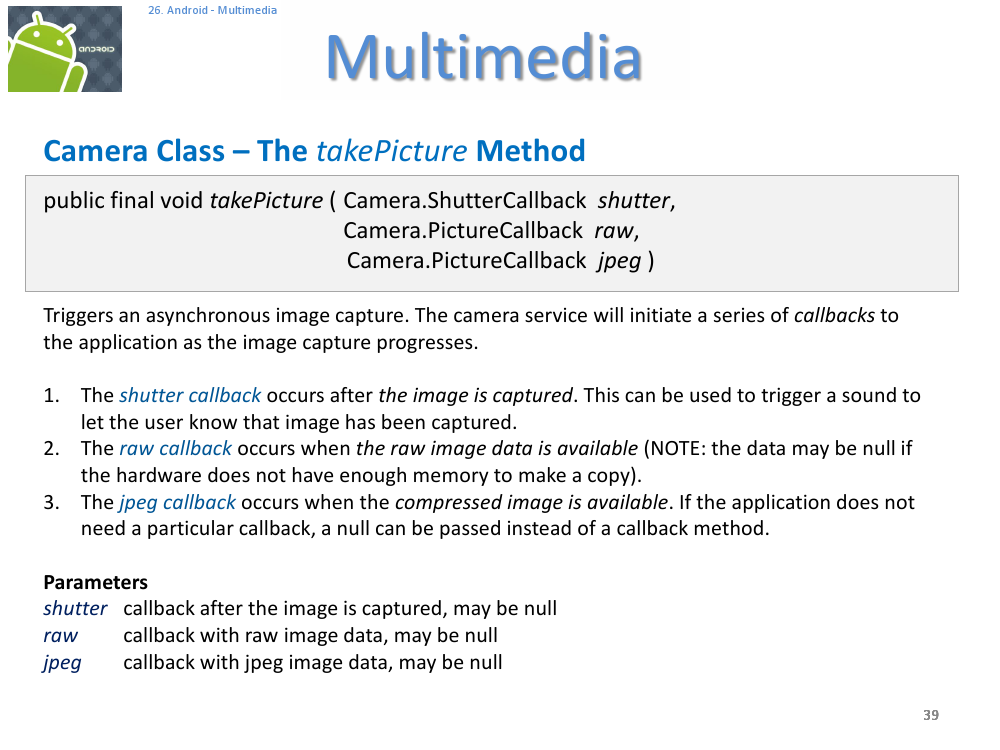 26. Android - Multimedia
ANDROID
Multimedia
Camera Class – The takePicture Method
public final void takePicture ( Camera.ShutterCallback shutter,
Camera.PictureCallback raw,
Camera.PictureCallback jpeg )
Triggers an asynchronous image capture. The camera service will initiate a series of callbacks to
the application as the image capture progresses.
1. The shutter callback occurs after the image is captured. This can be used to trigger a sound to
let the user know that image has been captured.
2. The raw callback occurs when the raw image data is available (NOTE: the data may be null if
the hardware does not have enough memory to make a copy).
3. The jpeg callback occurs when the compressed image is available. If the application does not
need a particular callback, a null can be passed instead of a callback method.
Parameters
shutter callback after the image is captured, may be null
raw callback with raw image data, may be null
jpeg callback with jpeg image data, may be null
39